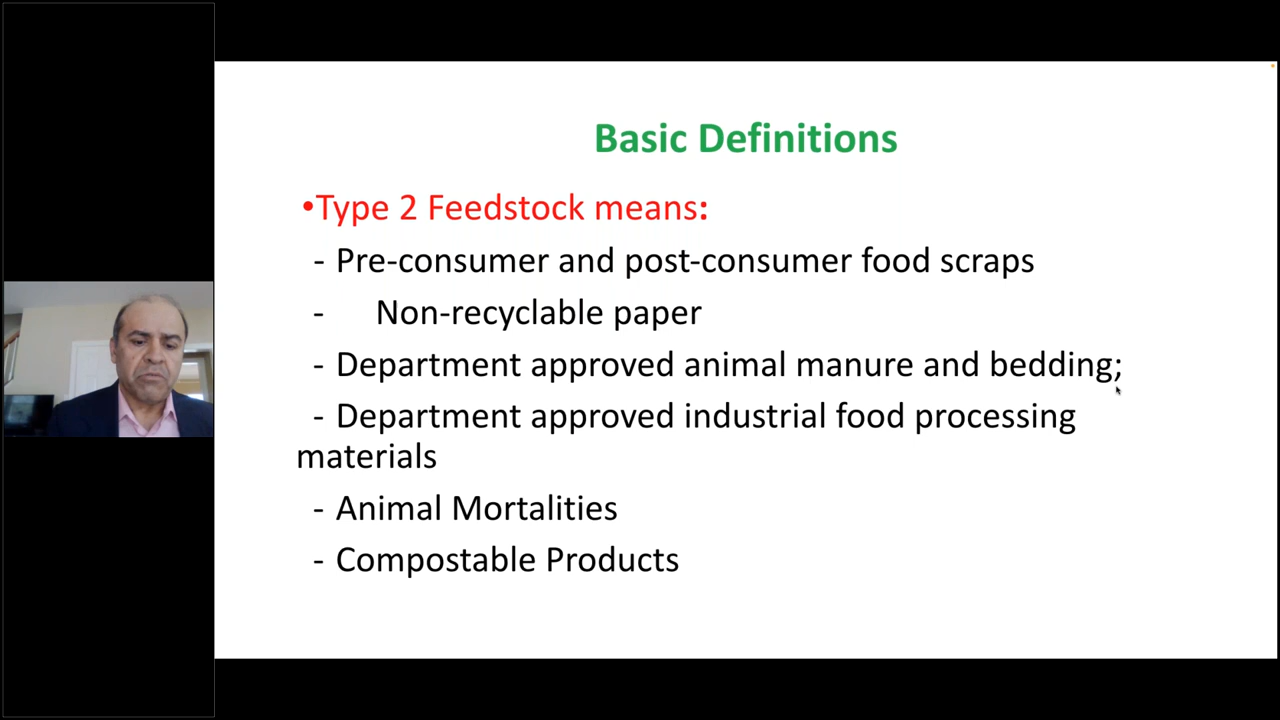 Basic Definitions
•Type 2 Feedstock means:
- Pre-consumer and post-consumer food scraps
- Non-recyclable paper
- Department approved animal manure and bedding;
- Department approved industrial food processing
materials
- Animal Mortalities
- Compostable Products